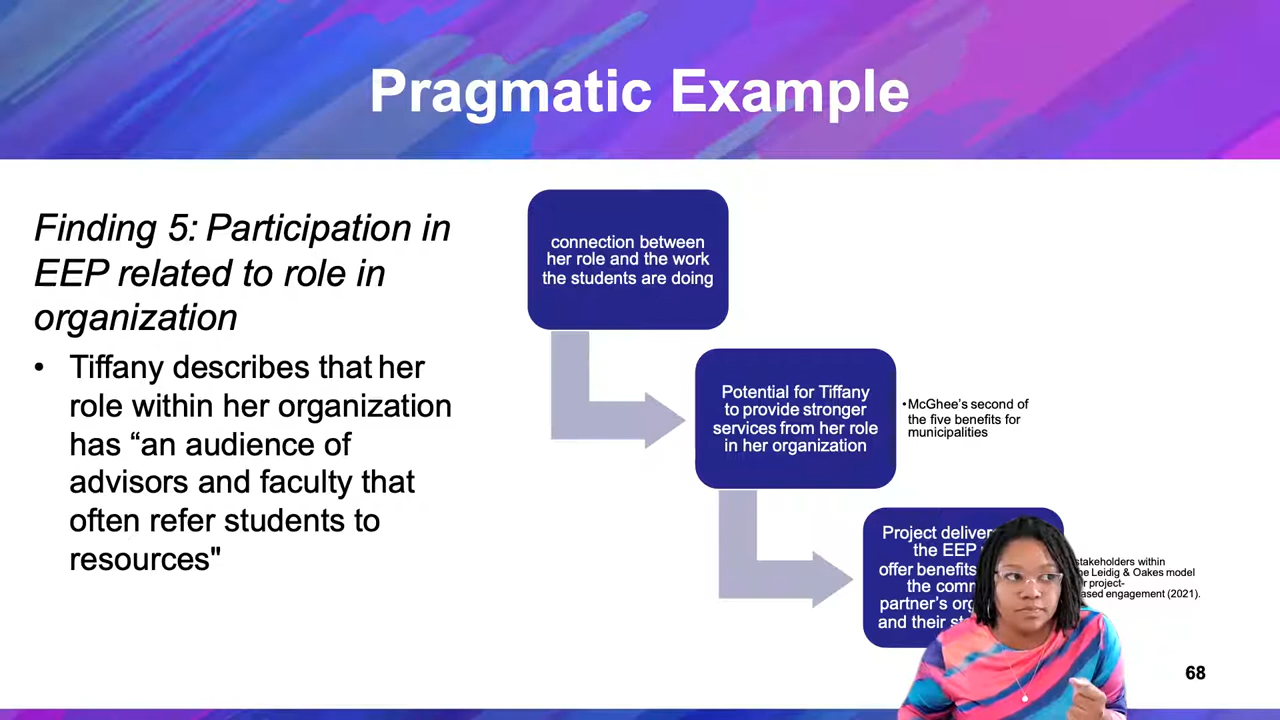 Pragmatic Example
Finding 5: Participation in
EEP related to role in
organization
• Tiffany describes that her
role within her organization
has “an audience of
advisors and faculty that
often refer students to
resources"
connection between
her role and the work
the students are doing
Potential for Tiffany
to provide stronger
services from her role
in her organization
•McGhee’s second of
the five benefits for
municipalities
Project
the EEP
offer benefits
the
partner’s
and their
stakeholders within
Leidig & Oakes model
project-
engagement (2021).
68